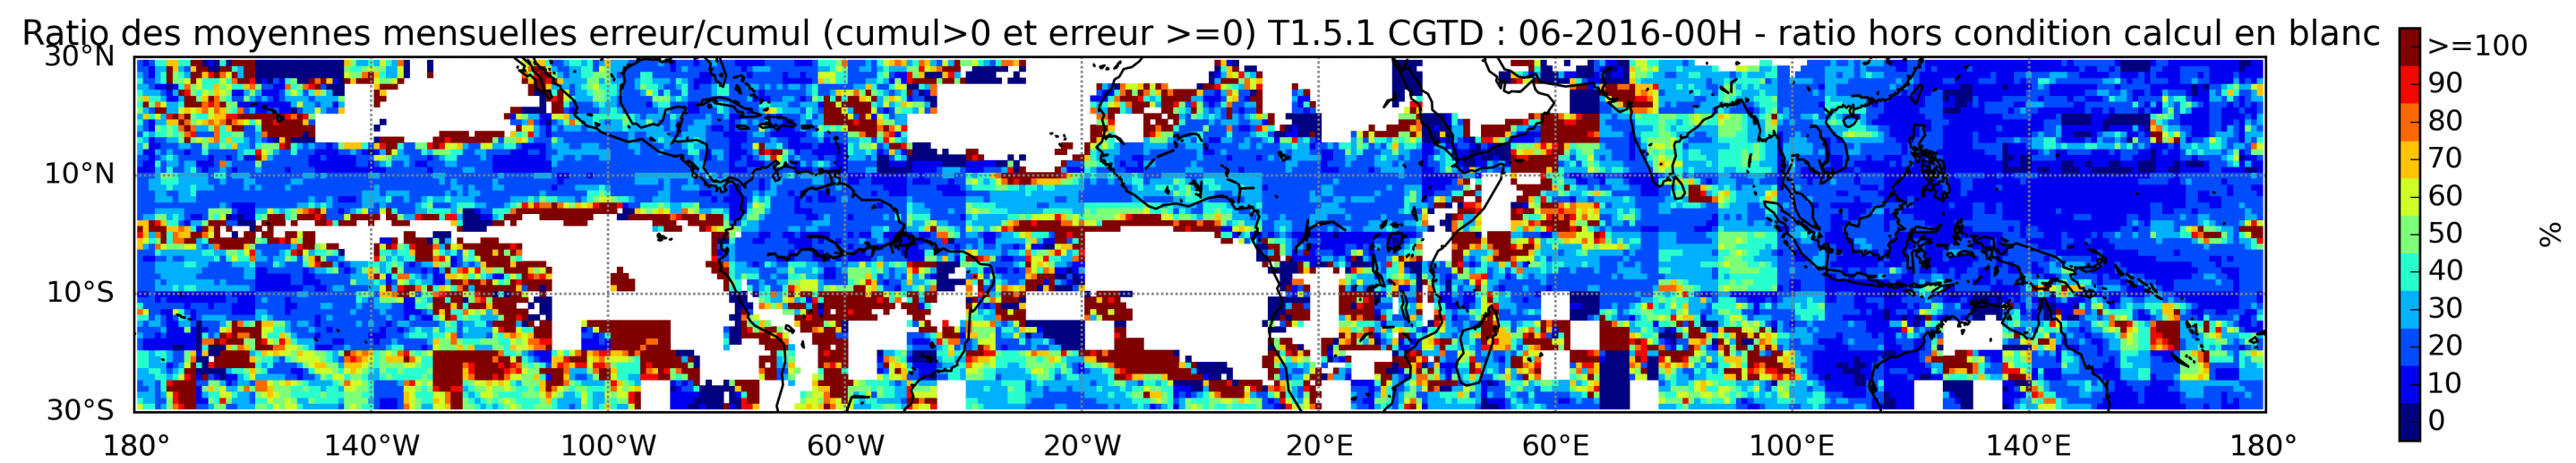 Ratio des moyennes mensuelles erreur/cumul (cumul>0 et erreur >=0) T1.5.1 CGTD : 06-2016-00H - ratio hors condition calcul en blanc
30°N
10°N
10°S
30°S
180° 140°W 100°W 60°W 20°W 20°E 60°E 100°E 140°E 180°
>=100
90
80
70
60
50
40
30
20
10
0
%